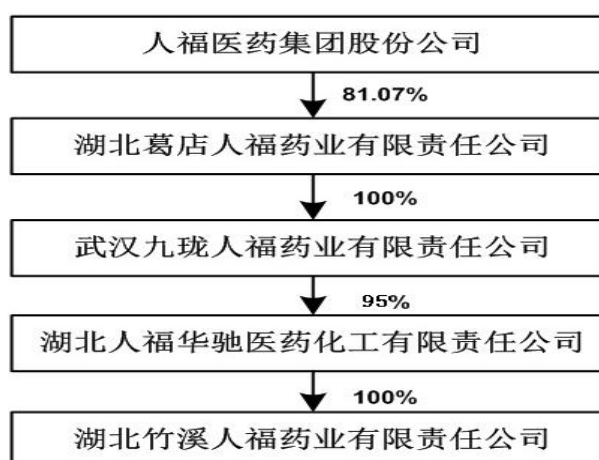 人福医药集团股份公司
81.07%
湖北葛店人福药业有限责任公司
100%
武汉九珑人福药业有限责任公司
95%
湖北人福华驰医药化工有限责任公司
100%
湖北竹溪人福药业有限责任公司